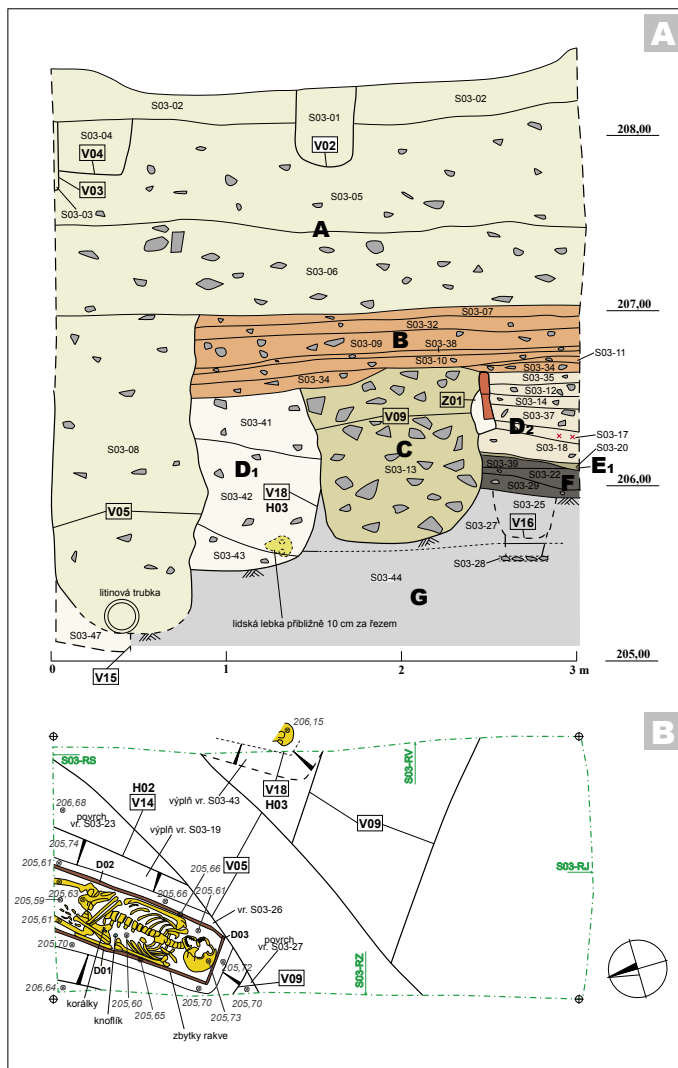 A
S03-02
S03-02
S03-01
V02
S03-04
V04
V03
S03-03
208,00
S03-05
A
S03-06
207,00
S03-07
S03-32
S03-09
B
S03-38
S03-10
S03-11
S03-34
S03-34
S03-35
S03-12
S03-14
Z01
S03-37
D2
S03-41
V09
C
S03-13
S03-17
S03-18
S03-20
E1
S03-39
S03-22
S03-29
F
206,00
S03-08
D1
S03-42
V18
H03
V05
S03-25
V16
S03-27
S03-43
S03-28
S03-44
G
litinová trubka
lidská lebka přibližně 10 cm za řezem
S03-47
V15
0
1
2
3 m
205,00
B
206,15
S03-RS
S03-RV
výplň vr. S03-43
V18
H03
H02
V14
V09
206,68
povrch
vr. S03-23
výplň vr. S03-19
205,74
V05
205,61
D02
205,66
205,63
205,66
205,61
205,59
vr. S03-26
205,61
D03
povrch
vr. S03-27
205,70
205,72
S03-RJ
S03-RZ
D01
V09
206,64
korálky
205,60
205,70
205,70
knoflík
205,65
205,73
zbytky rakve